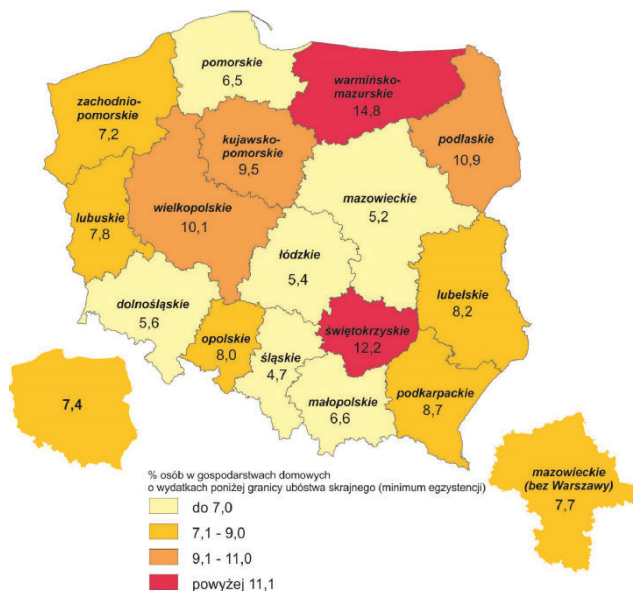 pomorskie
6,5
warmińsko-
mazurskie
14,8
zachodnio-
pomorskie
7,2
kujawsko-
pomorskie
9,5
podlaskie
10,9
wielkopolskie
10,1
mazowieckie
5,2
lubuskie
7,8
łódzkie
5,4
dolnośląskie
5,6
lubelskie
8,2
opolskie
8,0
świętokrzyskie
12,2
śląskie
4,7
małopolskie
6,6
podkarpackie
8,7
7,4
mazowieckie
(bez Warszawy)
7,7
% osób w gospodarstwach domowych
o wydatkach poniżej granicy ubóstwa skrajnego (minimum egzystencji)
do 7,0
7,1 - 9,0
9,1 - 11,0
powyżej 11,1